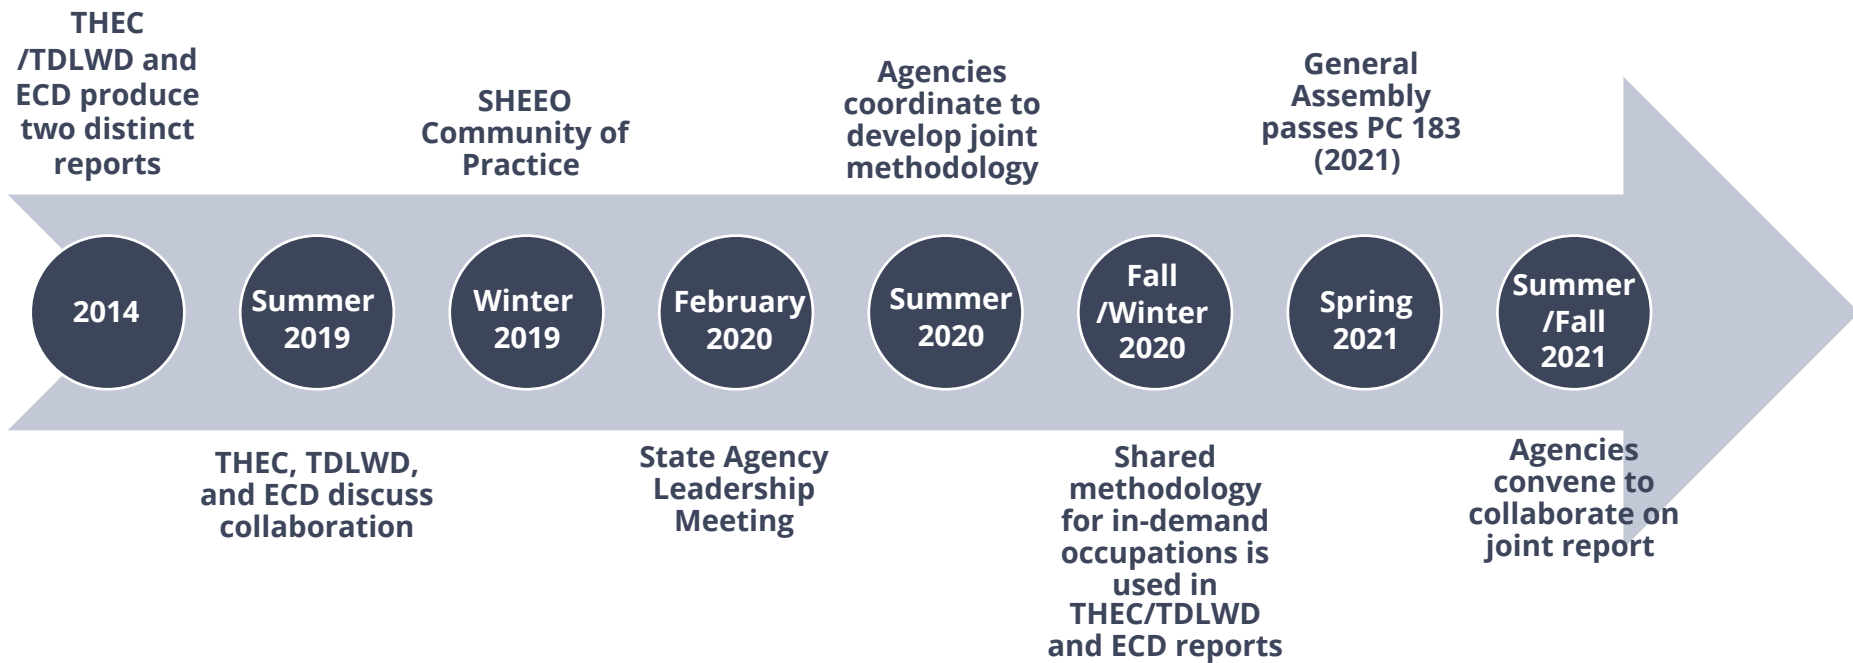 THEC
/TDLWD and
ECD produce
two distinct
reports
SHEEO
Community of
Practice
Agencies
coordinate to
develop joint
methodology
General
Assembly
passes PC 183
(2021)
2014
Summer
2019
Winter
2019
February
2020
Summer
2020
Fall
/Winter
2020
Spring
2021
Summer
/Fall
2021
THEC, TDLWD,
and ECD discuss
collaboration
State Agency
Leadership
Meeting
Shared
methodology
for in-demand
occupations is
used in
THEC/TDLWD
and ECD reports
Agencies
convene to
collaborate on
joint report